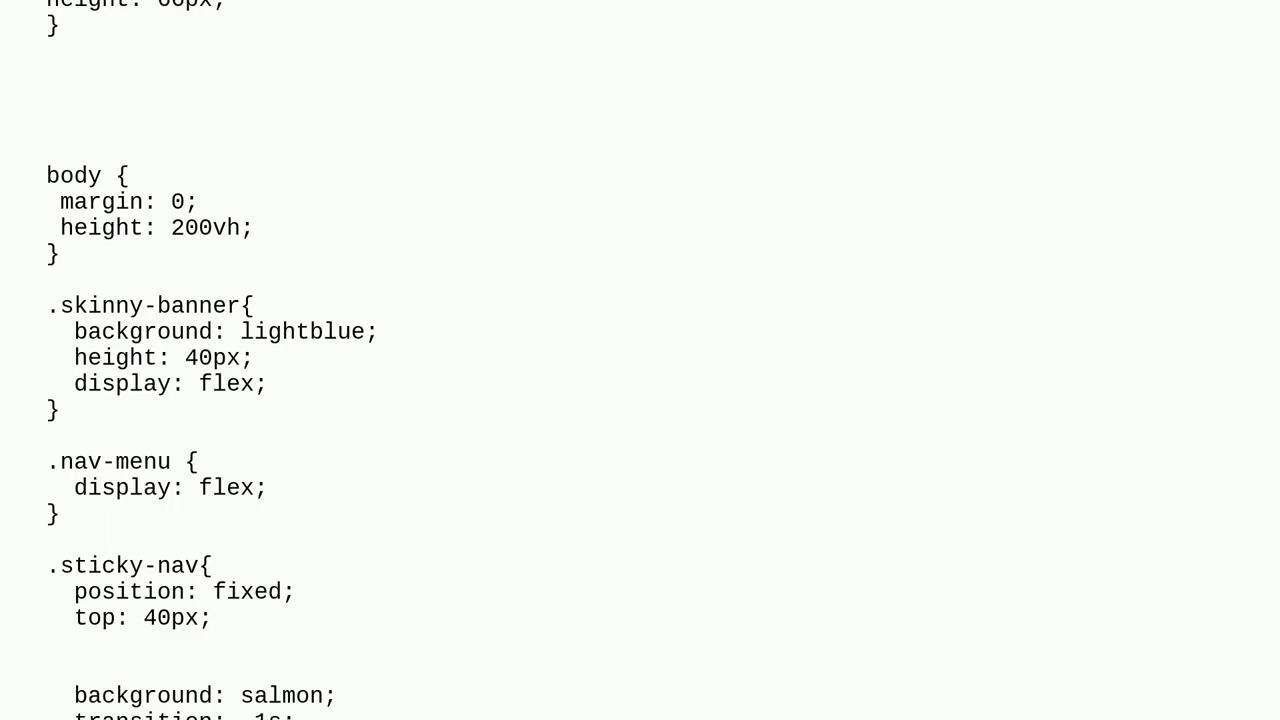 }
body {
 margin: 0;
 height: 200vh;
}
.skinny-banner{
  background: lightblue;
  height: 40px;
  display: flex;
}
.nav-menu {
  display: flex;
}
.sticky-nav{
  position: fixed;
  top: 40px;
  background: salmon;